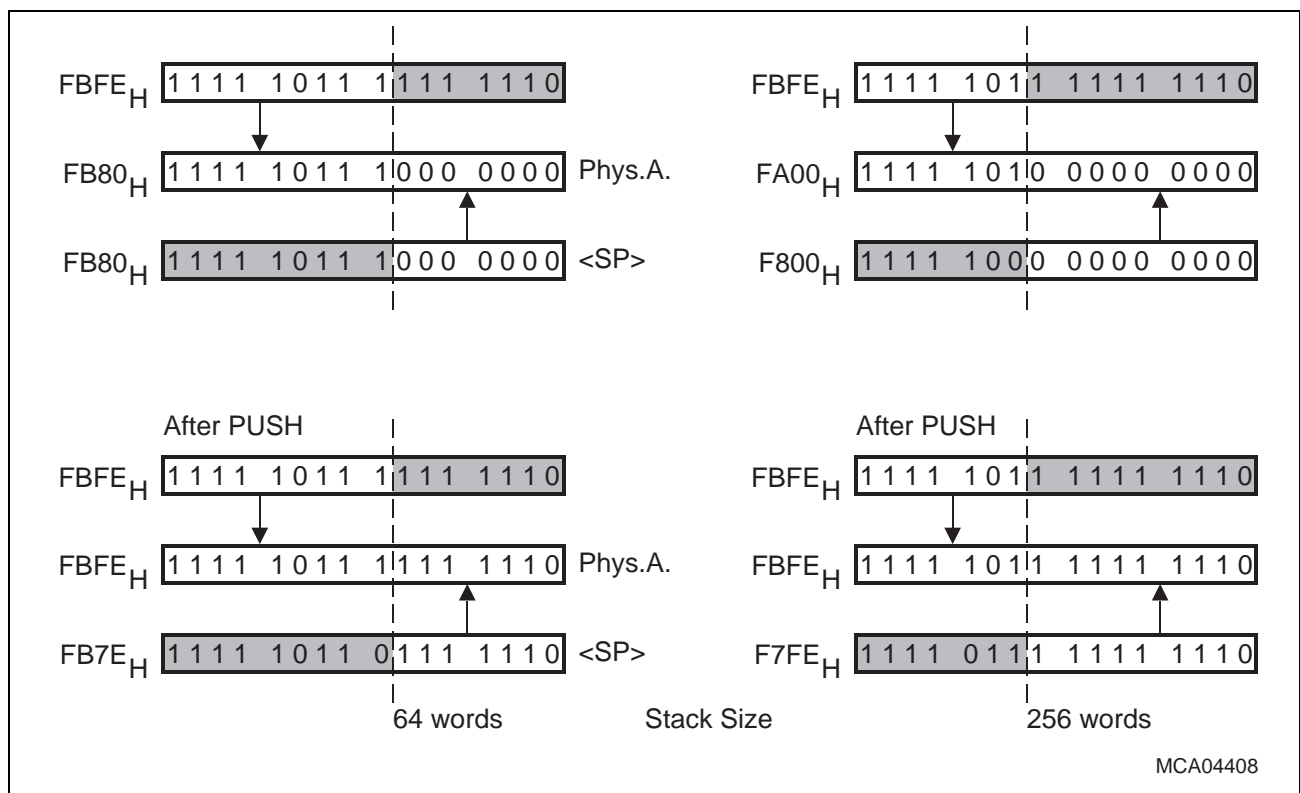 FBFEH 1111 1011 1111 1110
FB80H 1111 1011 1000 0000 Phys.A.
FB80H 1111 1011 1000 0000 <SP>
FBFEH 1111 1011 1111 1110
FA00H 1111 1010 0000 0000
F800H 1111 1000 0000 0000
After PUSH
FBFEH 1111 1011 1111 1110
FBFEH 1111 1011 1111 1110 Phys.A.
FB7EH 1111 1011 0111 1110 <SP>
64 words
Stack Size
After PUSH
FBFEH 1111 1011 1111 1110
FBFEH 1111 1011 1111 1110
F7FEH 1111 0111 1111 1110
256 words
MCA04408